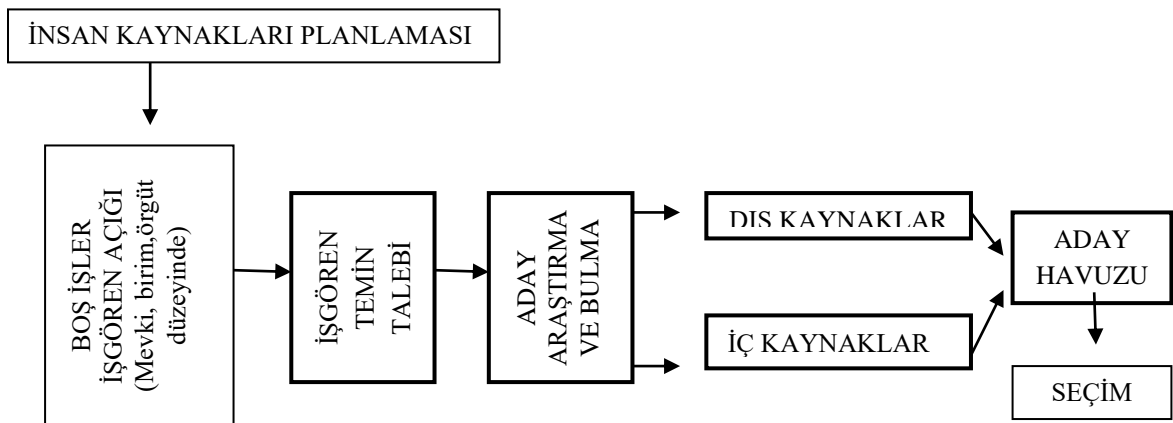 İNSAN KAYNAKLARI PLANLAMASI
BOŞ İŞLER
İŞGÖREN AÇIĞI
(Mevki, birim,örgüt
düzeyinde)
İŞGÖREN
TEMİN
TALEBİ
ADAY
ARAŞTIRMA
VE BULMA
DIŞ KAYNAKLAR
İÇ KAYNAKLAR
ADAY
HAVUZU
SEÇİM